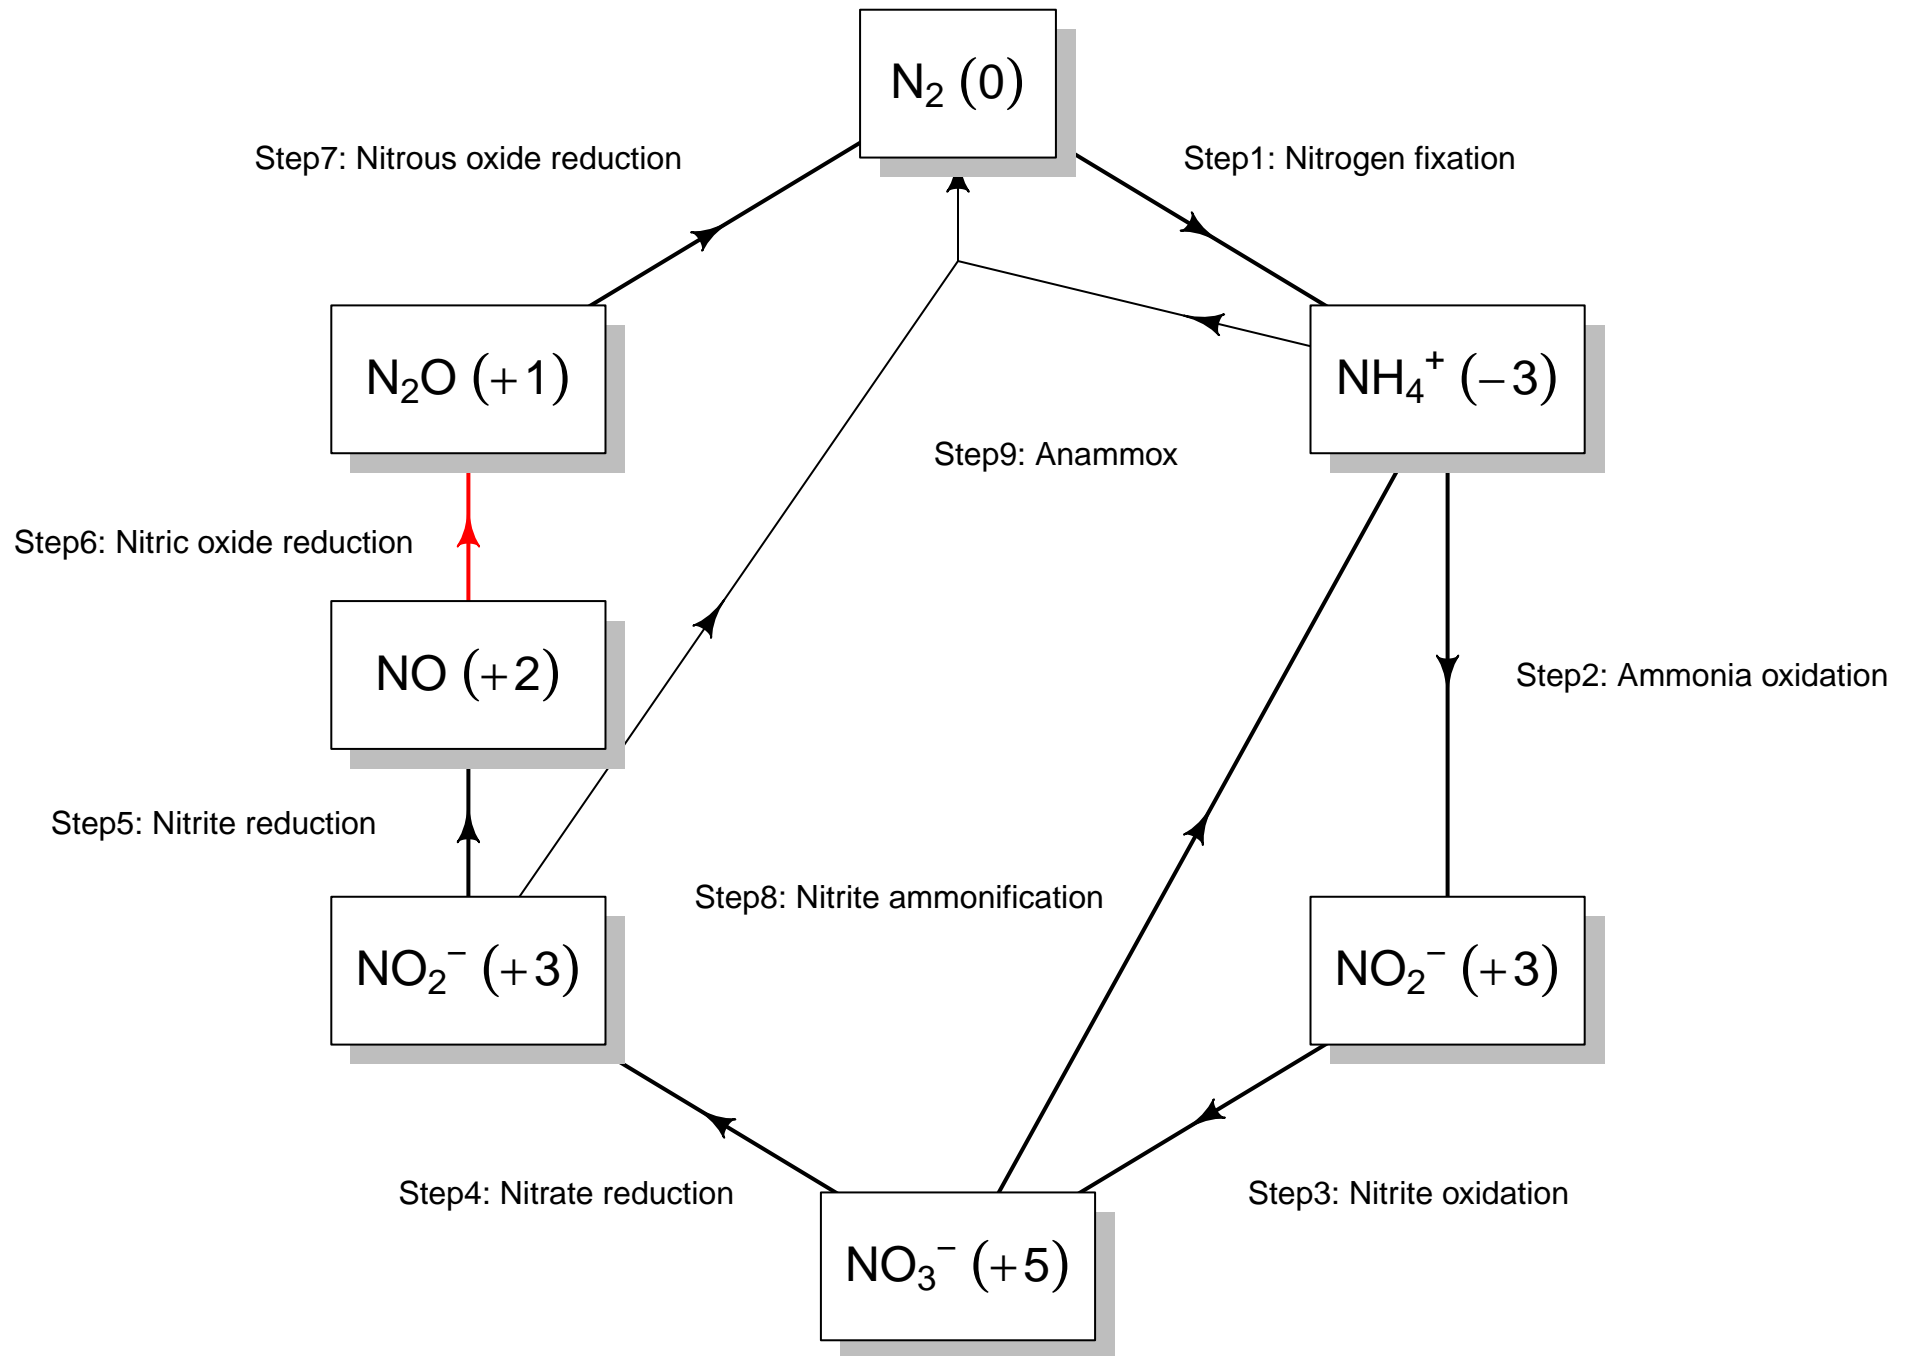 N₂ (0)
Step7: Nitrous oxide reduction
Step1: Nitrogen fixation
N₂O (+1)
NH₄⁺ (−3)
Step9: Anammox
Step6: Nitric oxide reduction
NO (+2)
Step2: Ammonia oxidation
Step5: Nitrite reduction
Step8: Nitrite ammonification
NO₂⁻ (+3)
NO₂⁻ (+3)
Step4: Nitrate reduction
Step3: Nitrite oxidation
NO₃⁻ (+5)